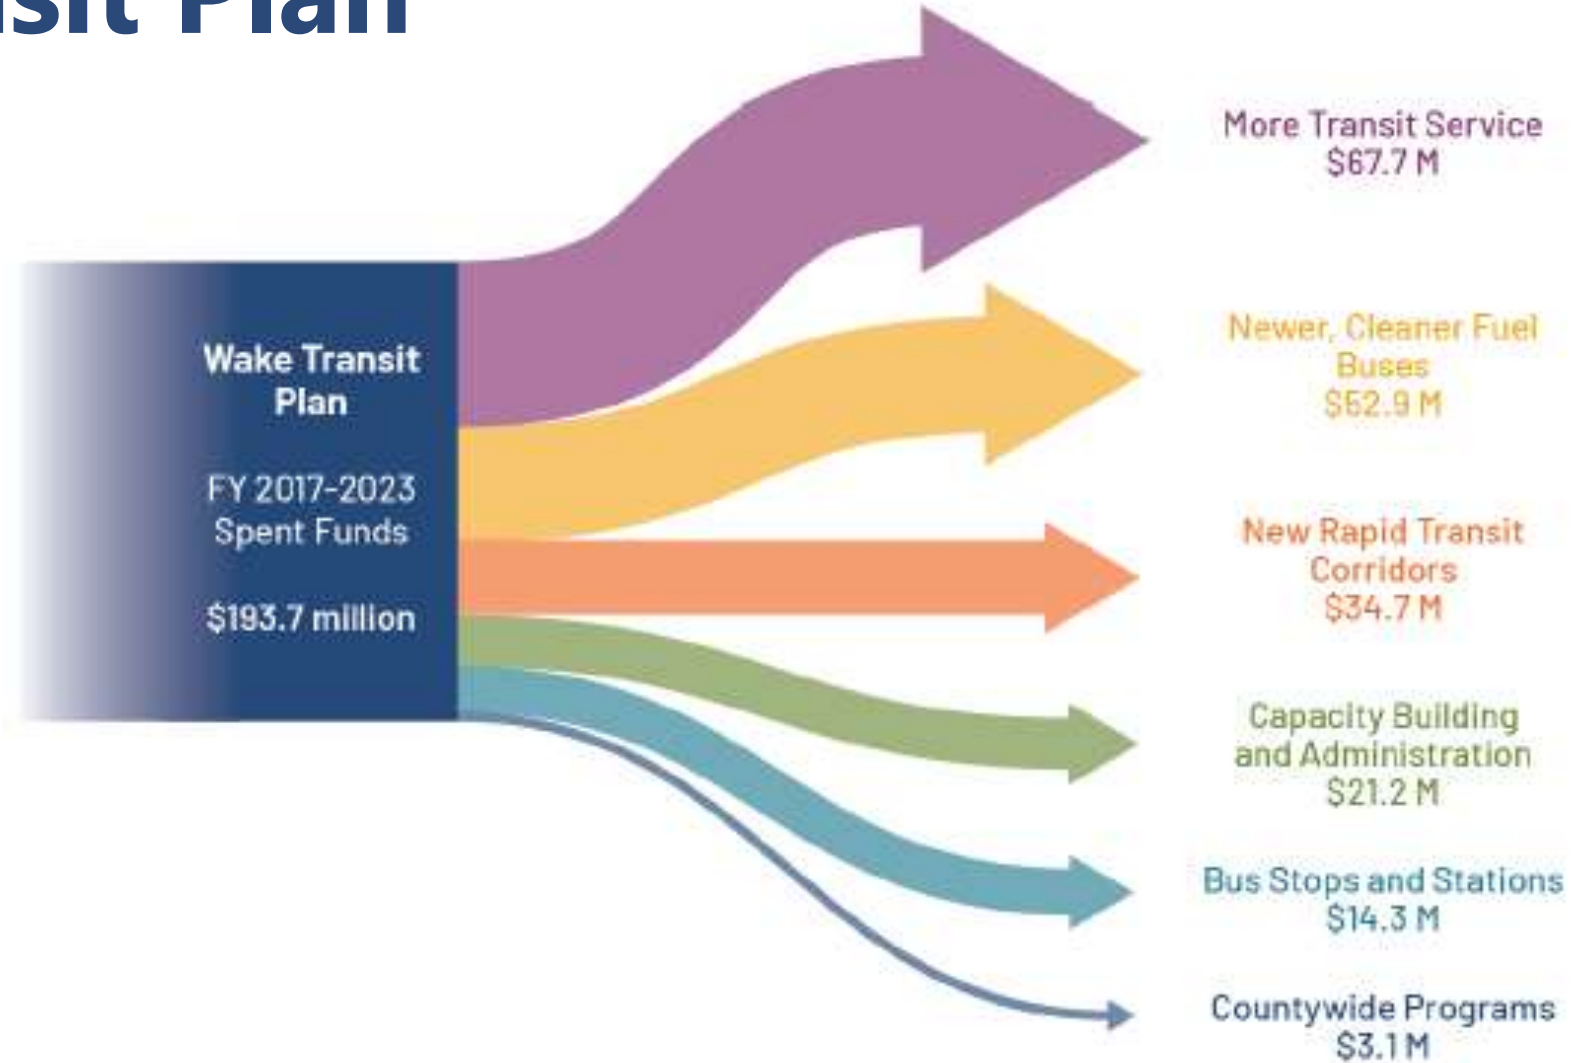 sit Plan
Wake Transit
Plan
FY 2017-2023
Spent Funds
$193.7 million
More Transit Service
$67.7 M
Newer, Cleaner Fuel
Buses
$52.9 M
New Rapid Transit
Corridors
$34.7 M
Capacity Building
and Administration
$21.2 M
Bus Stops and Stations
$14.3 M
Countywide Programs
$3.1 M